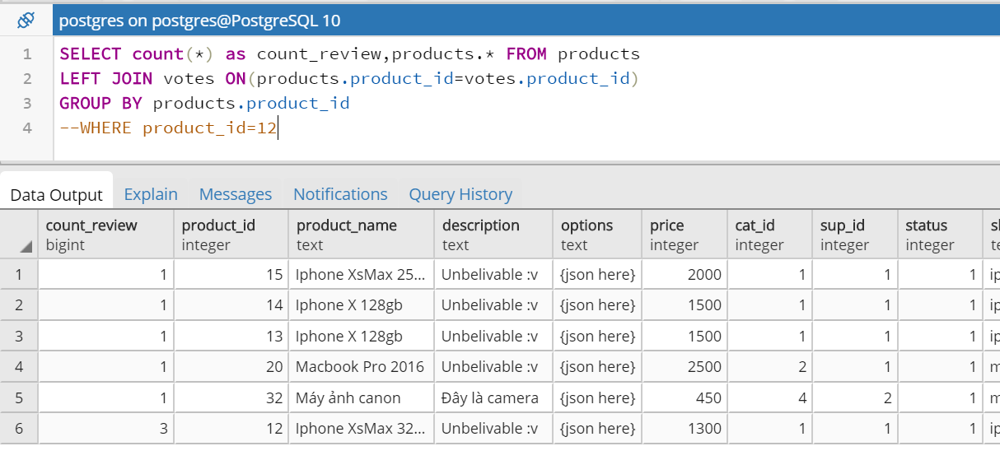 postgres on postgres@PostgreSQL 10
1 SELECT count(*) as count_review,products.* FROM products
2 LEFT JOIN votes ON(products.product_id=votes.product_id)
3 GROUP BY products.product_id
4 --WHERE product_id=12
Data Output Explain Messages Notifications Query History
count_review product_id product_name description options price cat_id sup_id status
bigint integer text text text integer integer integer integer
1 1 15 Iphone XsMax 25... Unbelivable :v {json here} 2000 1 1 1 ip
2 1 14 Iphone X 128gb Unbelivable :v {json here} 1500 1 1 1 ip
3 1 13 Iphone X 128gb Unbelivable :v {json here} 1500 1 1 1 ip
4 1 20 Macbook Pro 2016 Unbelivable :v {json here} 2500 2 1 1 m
5 1 32 Máy ảnh canon Đây là camera {json here} 450 4 2 1 m
6 3 12 Iphone XsMax 32... Unbelivable :v {json here} 1300 1 1 1 ip